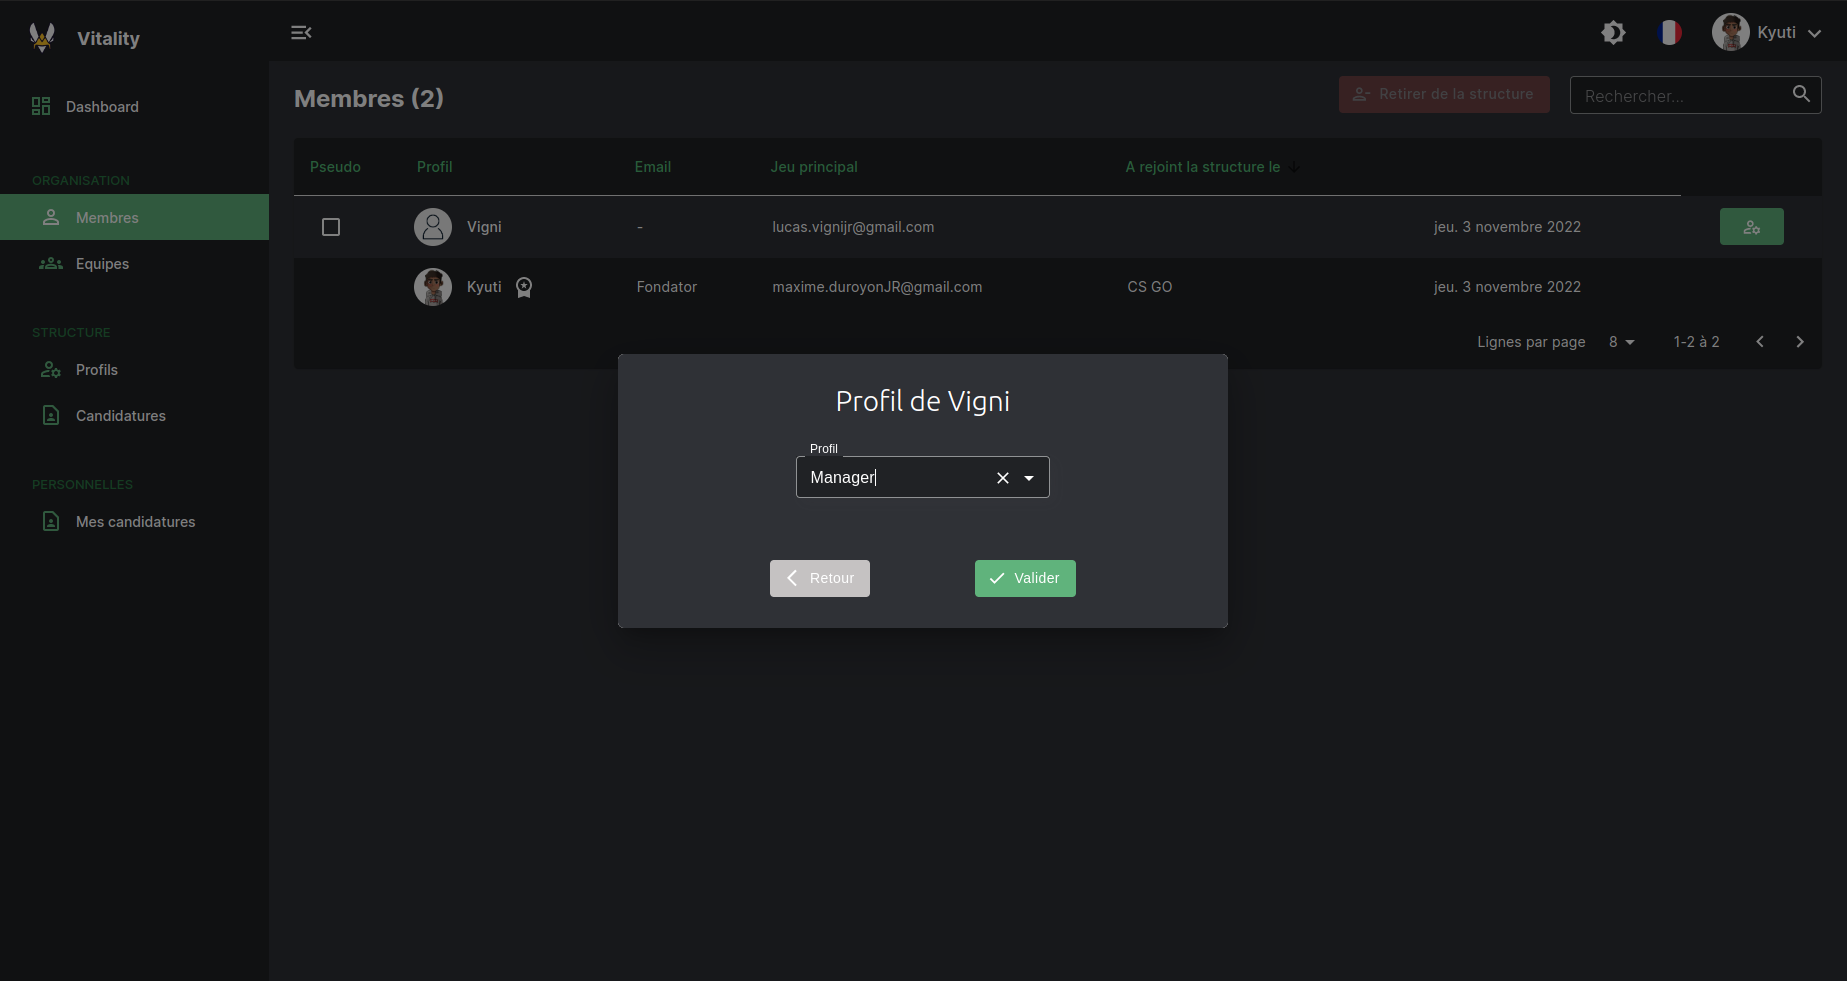 Vitality
Kyuti
Dashboard
ORGANISATION
Membres
Equipes
STRUCTURE
Profils
Candidatures
PERSONNELLES
Mes candidatures
Membres (2)
Retirer de la structure
Rechercher...
Pseudo Profil Email Jeu principal A rejoint la structure le
Vigni - lucas.vignijr@gmail.com jeu. 3 novembre 2022
Kyuti Fondator maxime.duroyonJR@gmail.com CS GO jeu. 3 novembre 2022
Lignes par page 8 1-2 à 2
Profil de Vigni
Profil
Manager
Retour Valider